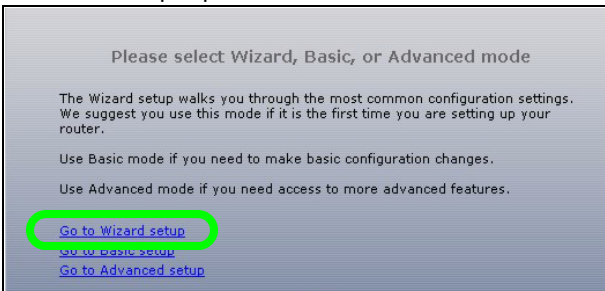 Please select Wizard, Basic, or Advanced mode
The Wizard setup walks you through the most common configuration settings.
We suggest you use this mode if it is the first time you are setting up your
router.
Use Basic mode if you need to make basic configuration changes.
Use Advanced mode if you need access to more advanced features.
Go to Wizard setup
Go to Basic setup
Go to Advanced setup